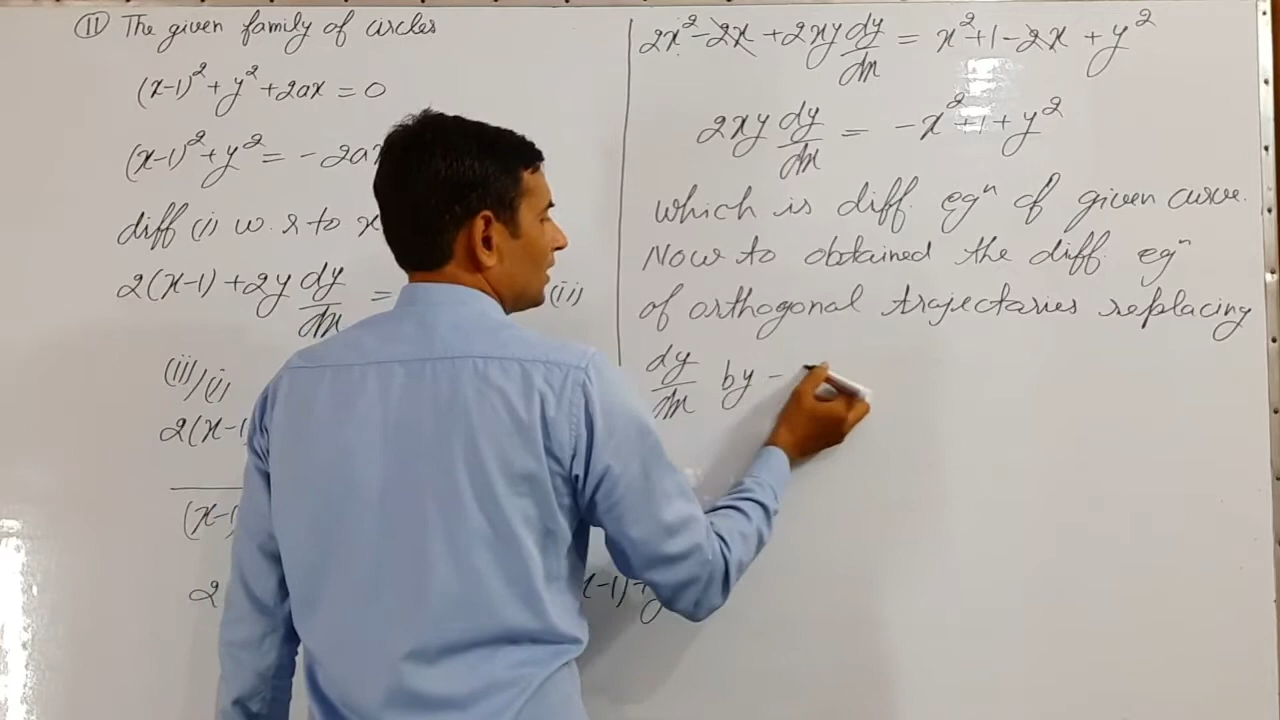 (11) The given family of circles
(x-1)² + y² + 2ax = 0
(x-1)² + y² = - 2a
diff (i) w. r to x
2(x-1) + 2y dy/dx = (ii)
(ii)/(i)
2(x-1
(x-1
2 x-1)+y
2x² - 2x + 2xy dy/dx = x² + 1 - 2x + y²
2xy dy/dx = - x² + 1 + y²
which is diff. eqⁿ of given curve.
Now to obtained the diff. eqⁿ
of orthogonal trajectaries replacing
dy/dx by -